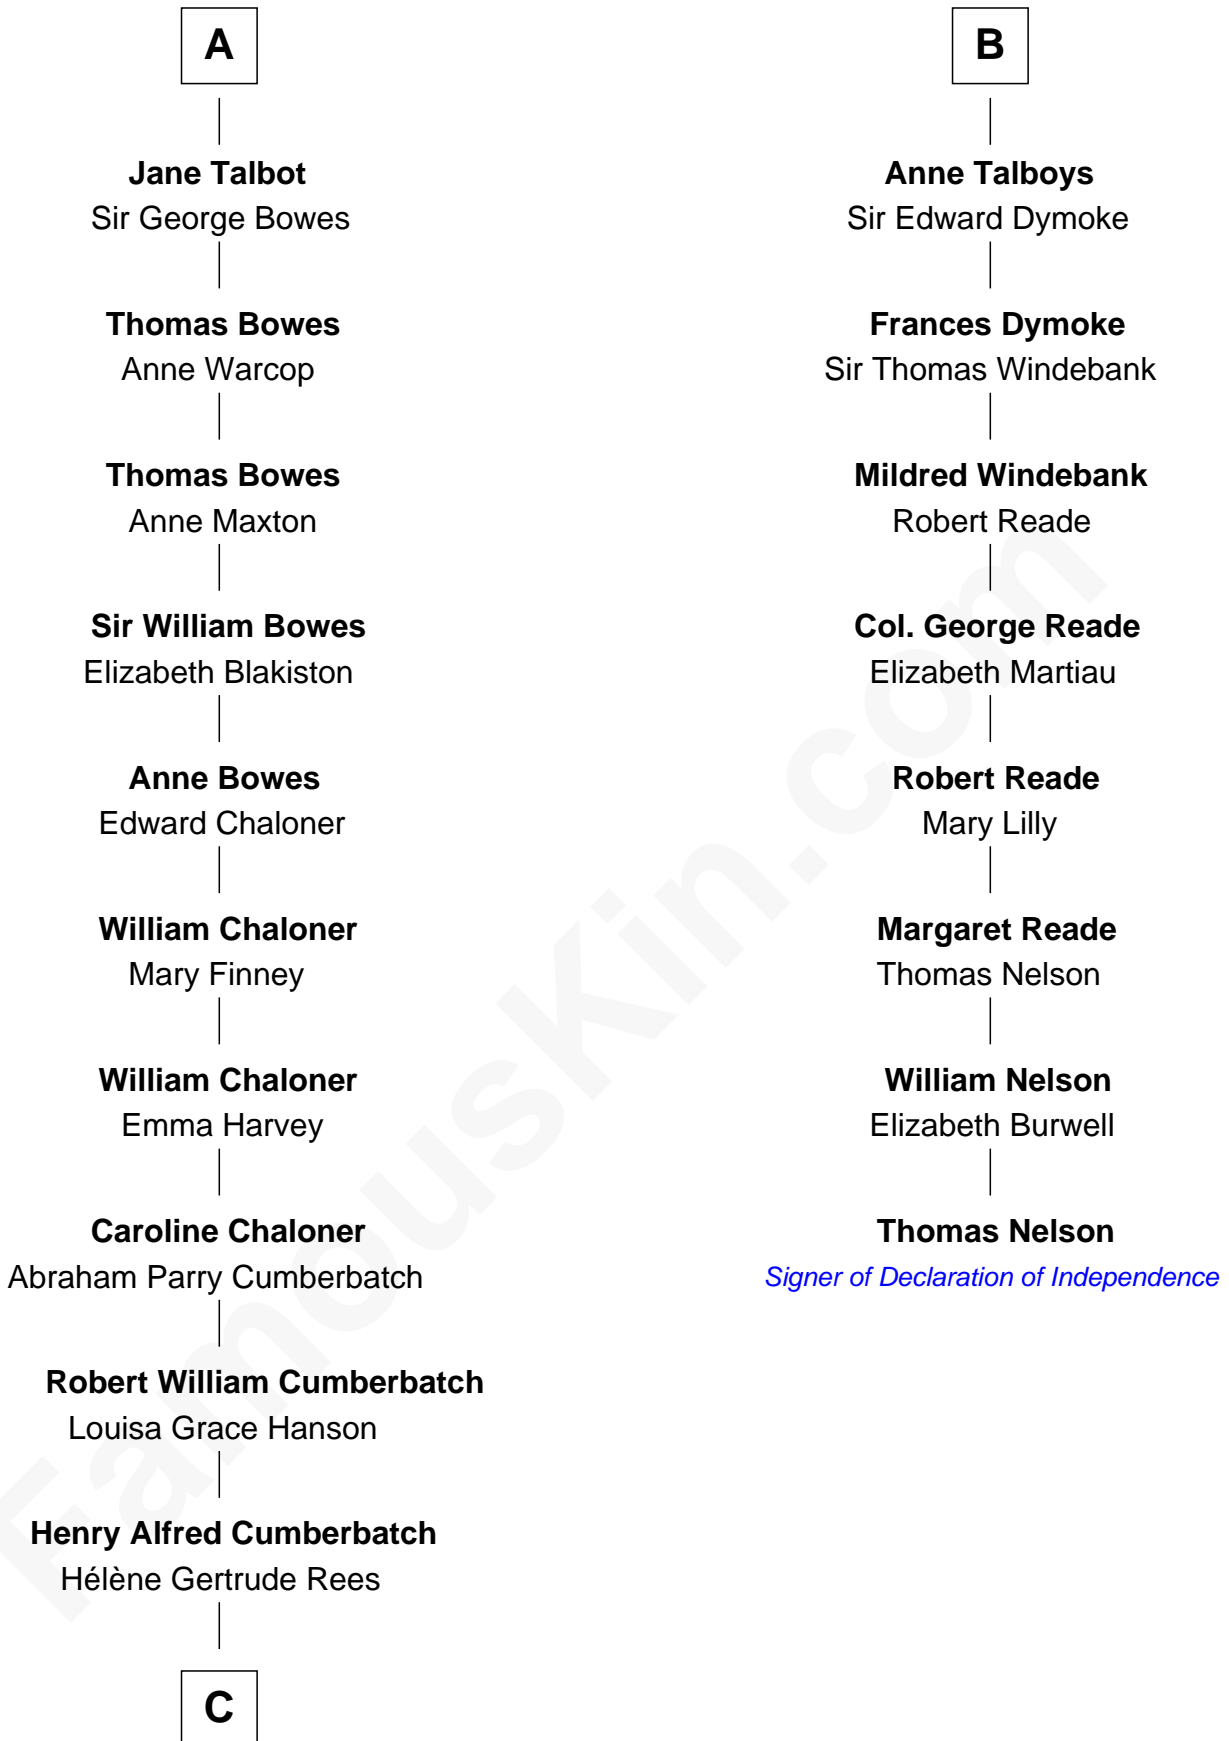 A
Jane Talbot
Sir George Bowes
Thomas Bowes
Anne Warcop
Thomas Bowes
Anne Maxton
Sir William Bowes
Elizabeth Blakiston
Anne Bowes
Edward Chaloner
William Chaloner
Mary Finney
William Chaloner
Emma Harvey
Caroline Chaloner
Abraham Parry Cumberbatch
Robert William Cumberbatch
Louisa Grace Hanson
Henry Alfred Cumberbatch
Hélène Gertrude Rees
C
B
Anne Talboys
Sir Edward Dymoke
Frances Dymoke
Sir Thomas Windebank
Mildred Windebank
Robert Reade
Col. George Reade
Elizabeth Martiau
Robert Reade
Mary Lilly
Margaret Reade
Thomas Nelson
William Nelson
Elizabeth Burwell
Thomas Nelson
Signer of Declaration of Independence
FamousKin.com